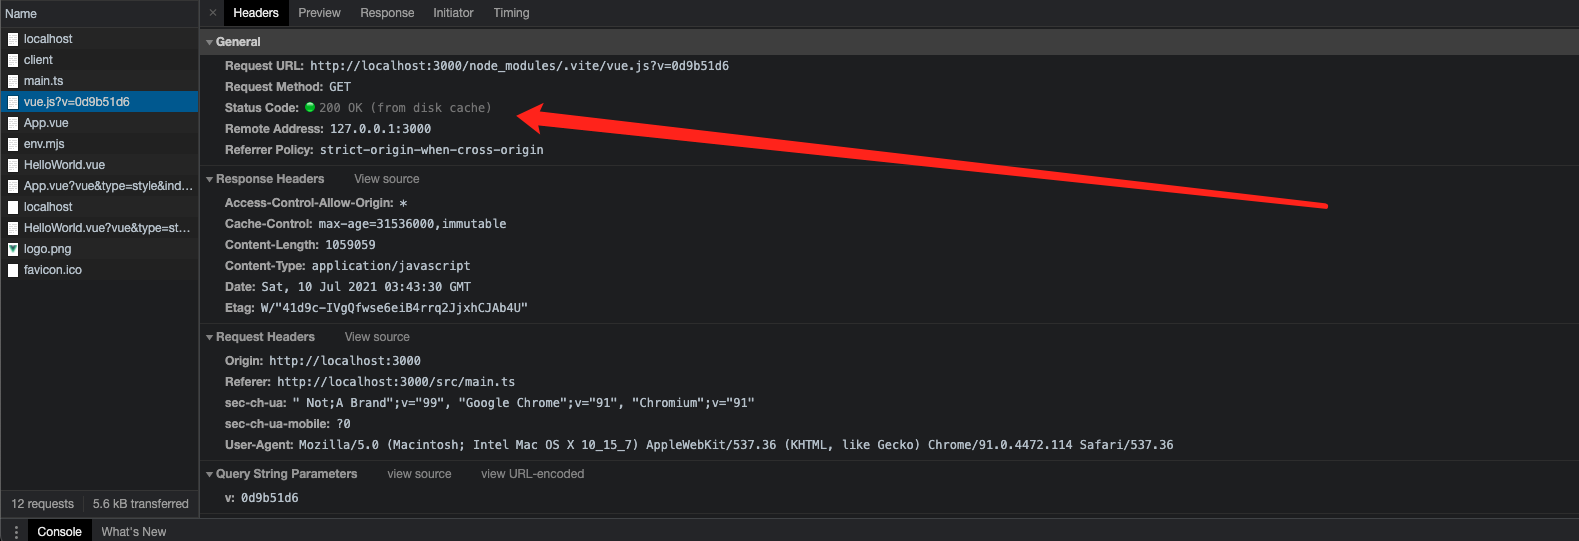 Name
localhost
client
main.ts
vue.js?v=0d9b51d6
App.vue
env.mjs
HelloWorld.vue
App.vue?vue&type=style&ind...
localhost
HelloWorld.vue?vue&type=st...
logo.png
favicon.ico
12 requests 5.6 kB transferred
× Headers Preview Response Initiator Timing
General
Request URL: http://localhost:3000/node_modules/.vite/vue.js?v=0d9b51d6
Request Method: GET
Status Code: 200 OK (from disk cache)
Remote Address: 127.0.0.1:3000
Referrer Policy: strict-origin-when-cross-origin
Response Headers View source
Access-Control-Allow-Origin: *
Cache-Control: max-age=31536000,immutable
Content-Length: 1059059
Content-Type: application/javascript
Date: Sat, 10 Jul 2021 03:43:30 GMT
Etag: W/"41d9c-IVgQfwse6eiB4rrq2JjxhCJAb4U"
Request Headers View source
Origin: http://localhost:3000
Referer: http://localhost:3000/src/main.ts
sec-ch-ua: " Not;A Brand";v="99", "Google Chrome";v="91", "Chromium";v="91"
sec-ch-ua-mobile: ?0
User-Agent: Mozilla/5.0 (Macintosh; Intel Mac OS X 10_15_7) AppleWebKit/537.36 (KHTML, like Gecko) Chrome/91.0.4472.114 Safari/537.36
Query String Parameters view source view URL-encoded
v: 0d9b51d6
Console What's New